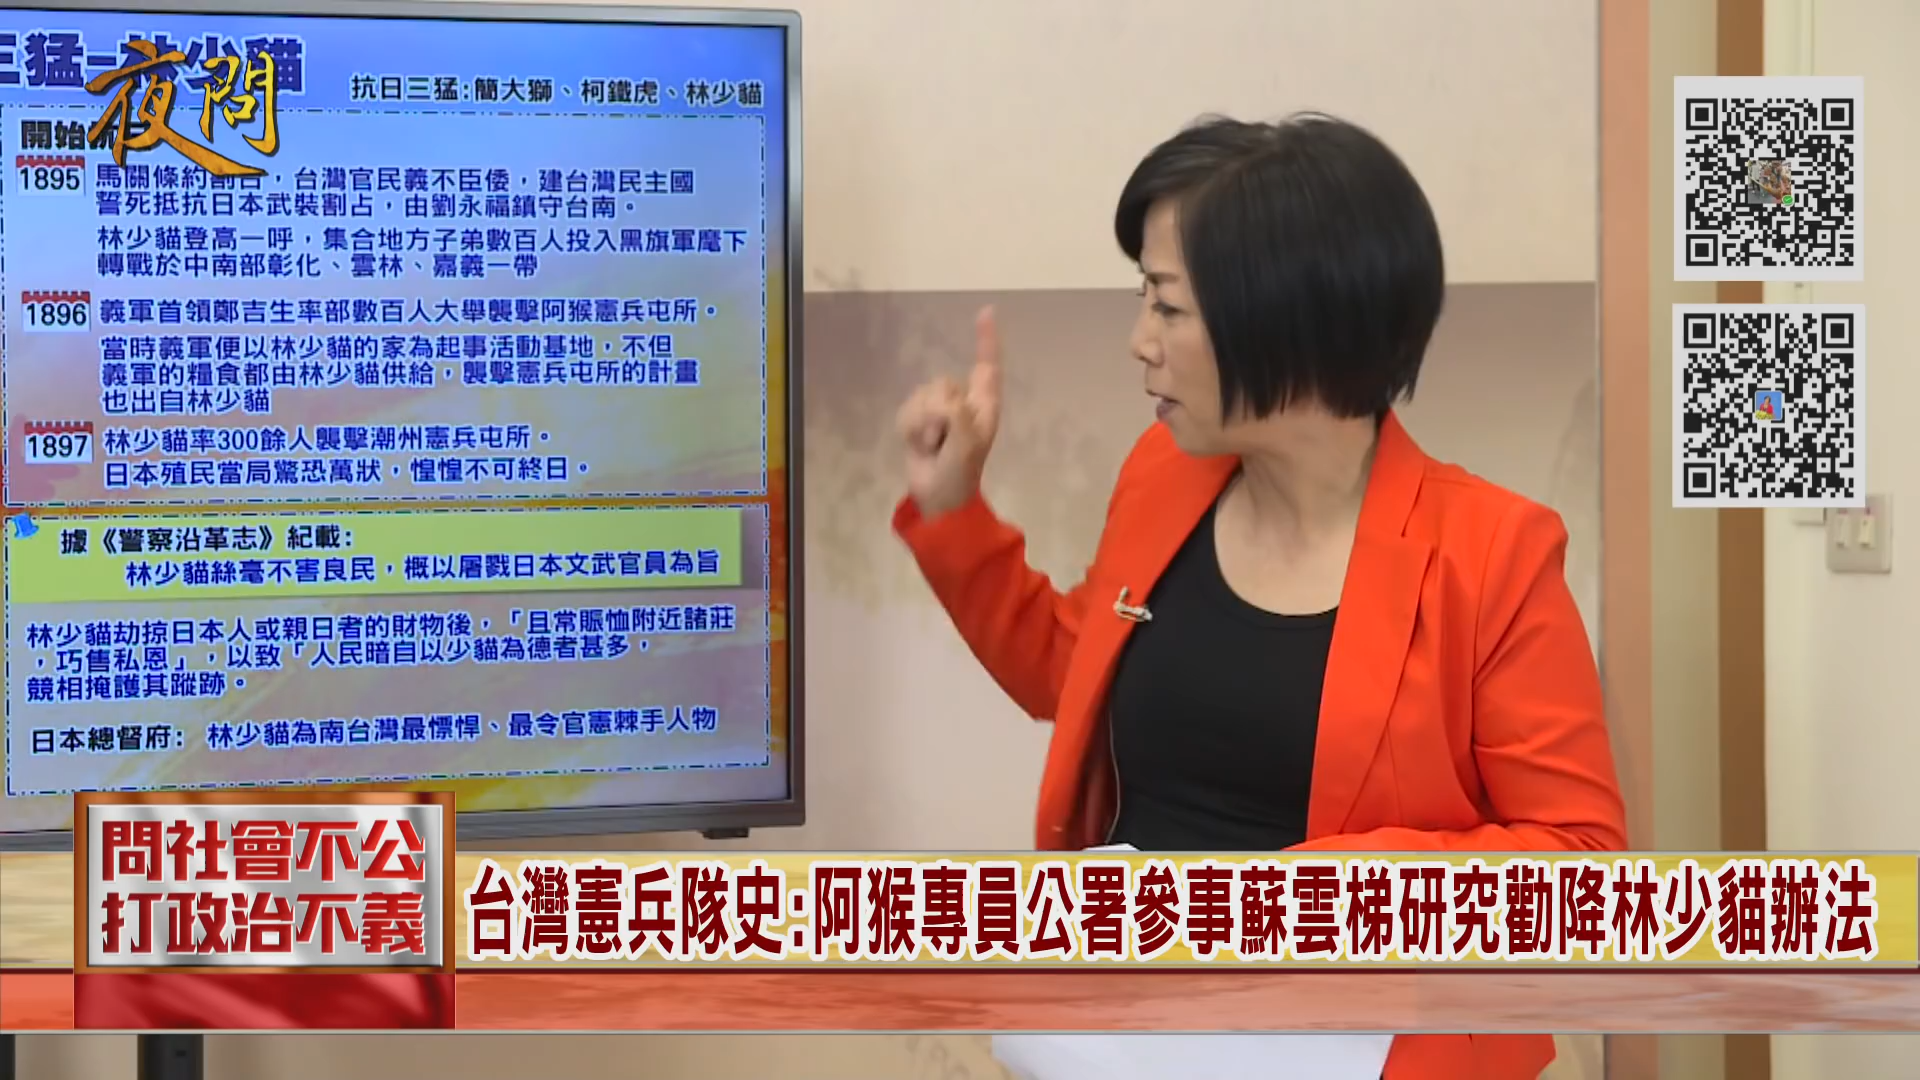 三猛-林少貓
夜問
抗日三猛:簡大獅、柯鐵虎、林少貓
開始抗
1895
馬關條約割台，台灣官民義不臣倭，建台灣民主國
誓死抵抗日本武裝割占，由劉永福鎮守台南。
林少貓登高一呼，集合地方子弟數百人投入黑旗軍麾下
轉戰於中南部彰化、雲林、嘉義一帶
1896
義軍首領鄭吉生率部數百人大舉襲擊阿猴憲兵屯所。
當時義軍便以林少貓的家為起事活動基地，不但
義軍的糧食都由林少貓供給，襲擊憲兵屯所的計畫
也出自林少貓
1897
林少貓率300餘人襲擊潮州憲兵屯所。
日本殖民當局驚恐萬狀，惶惶不可終日。
據《警察沿革志》紀載:
林少貓絲毫不害良民，概以屠戮日本文武官員為旨
林少貓劫掠日本人或親日者的財物後，「且常賑恤附近諸莊
，巧售私恩」，以致「人民暗自以少貓為德者甚多，
競相掩護其蹤跡。
日本總督府: 林少貓為南台灣最慓悍、最令官憲棘手人物
問社會不公
打政治不義
台灣憲兵隊史:阿猴專員公署參事蘇雲梯研究勸降林少貓辦法